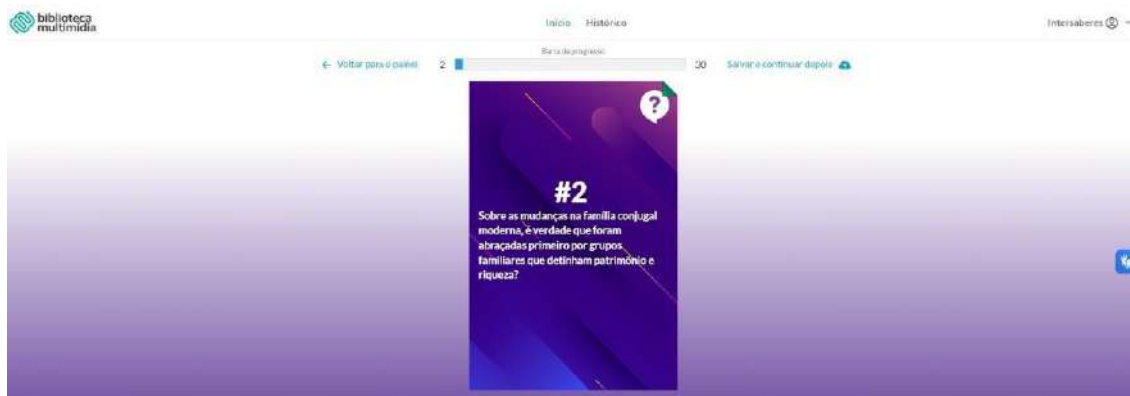 biblioteca
multimídia
Início Histórico
Intersaberes
Barra de progresso
← Voltar para o painel 2 30 Salvar e continuar depois
?
#2
Sobre as mudanças na família conjugal
moderna, é verdade que foram
abraçadas primeiro por grupos
familiares que detinham patrimônio e
riqueza?